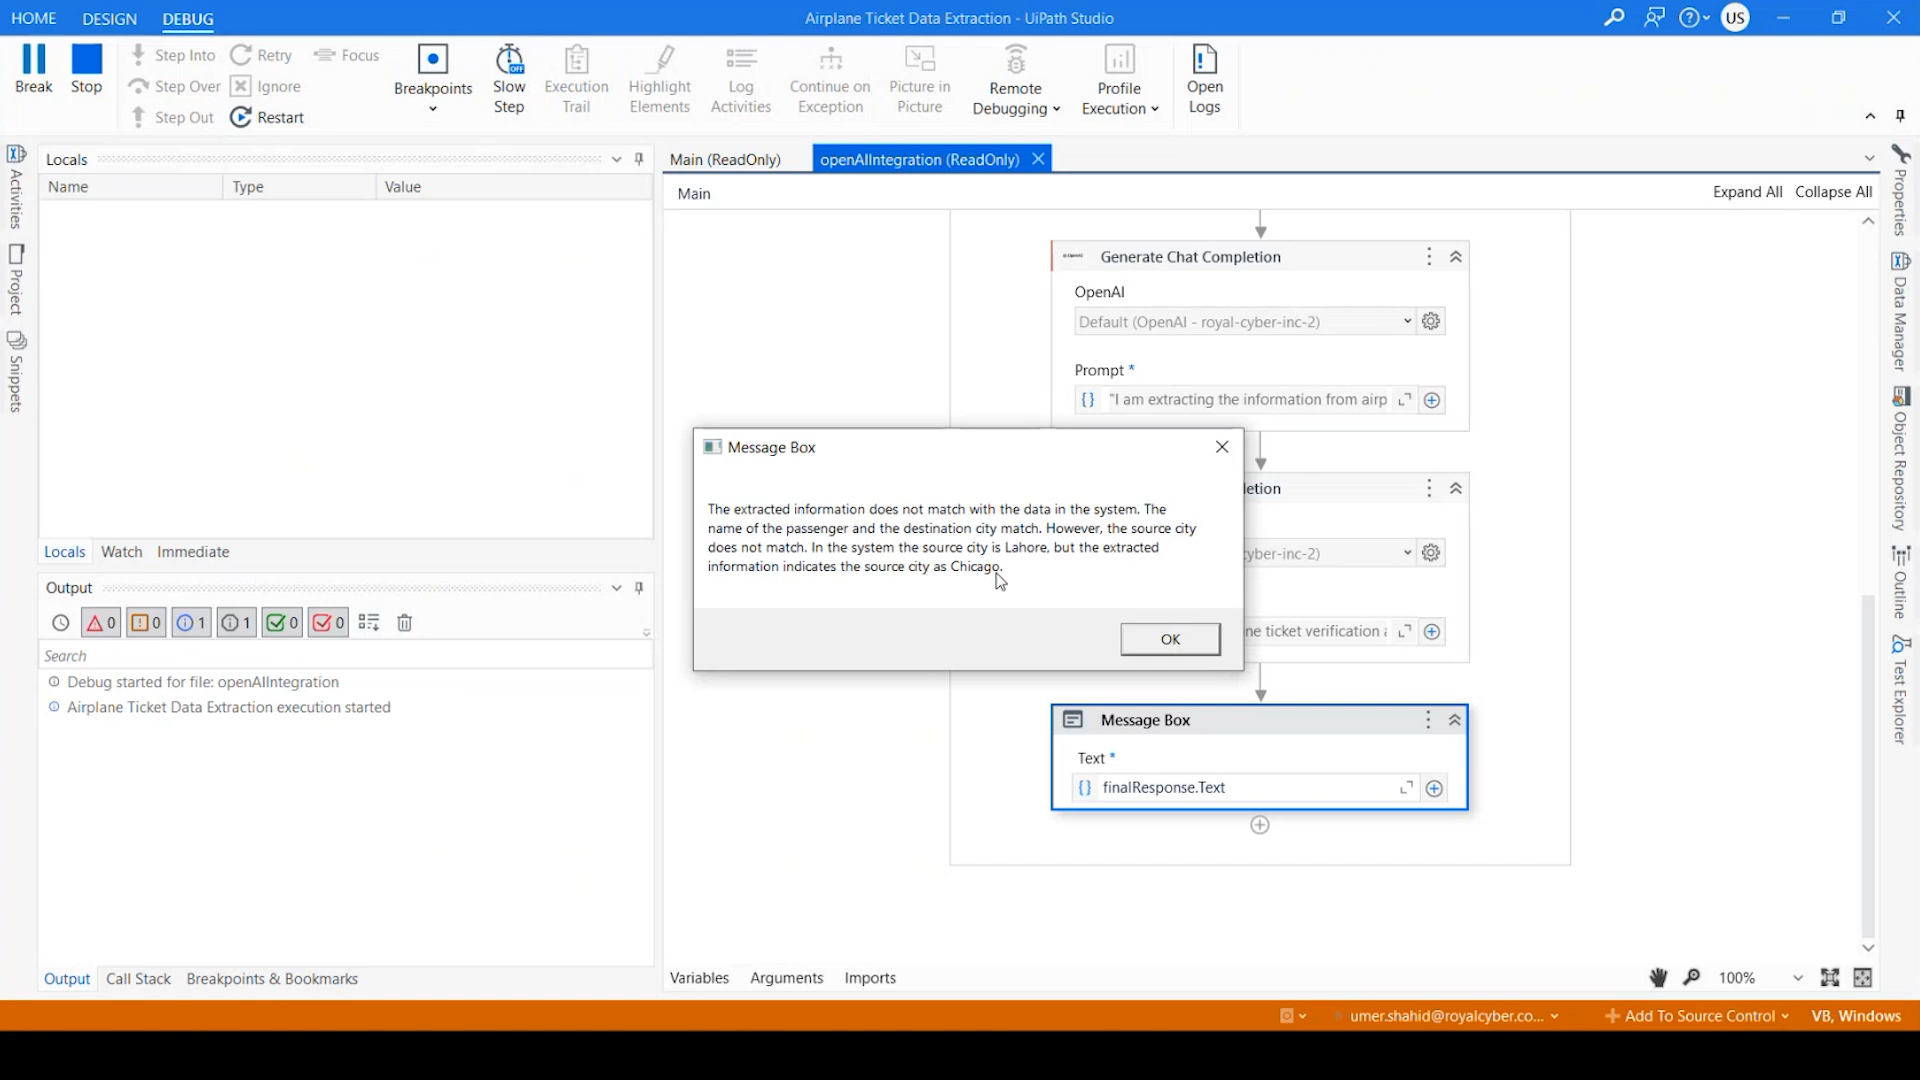 HOME DESIGN DEBUG Airplane Ticket Data Extraction - UiPath Studio US
Break Stop Step Into Retry Focus Breakpoints Slow Step Execution Trail Highlight Elements Log Activities Continue on Exception Picture in Picture Remote Debugging Profile Execution Open Logs
Step Over Ignore
Step Out Restart
Activities
Project
Snippets
Locals
Name Type Value
Locals Watch Immediate
Output
0 0 1 1 0 0
Search
Debug started for file: openAIIntegration
Airplane Ticket Data Extraction execution started
Output Call Stack Breakpoints & Bookmarks
Main (ReadOnly) openAIIntegration (ReadOnly)
Main Expand All Collapse All
OpenAI Generate Chat Completion
OpenAI
Default (OpenAI - royal-cyber-inc-2)
Prompt *
{} "I am extracting the information from airp
letion
cyber-inc-2)
ne ticket verification a
Message Box
The extracted information does not match with the data in the system. The
name of the passenger and the destination city match. However, the source city
does not match. In the system the source city is Lahore, but the extracted
information indicates the source city as Chicago.
OK
Message Box
Text *
{} finalResponse.Text
Variables Arguments Imports 100%
Properties
Data Manager
Object Repository
Outline
Test Explorer
umer.shahid@royalcyber.co... Add To Source Control VB, Windows